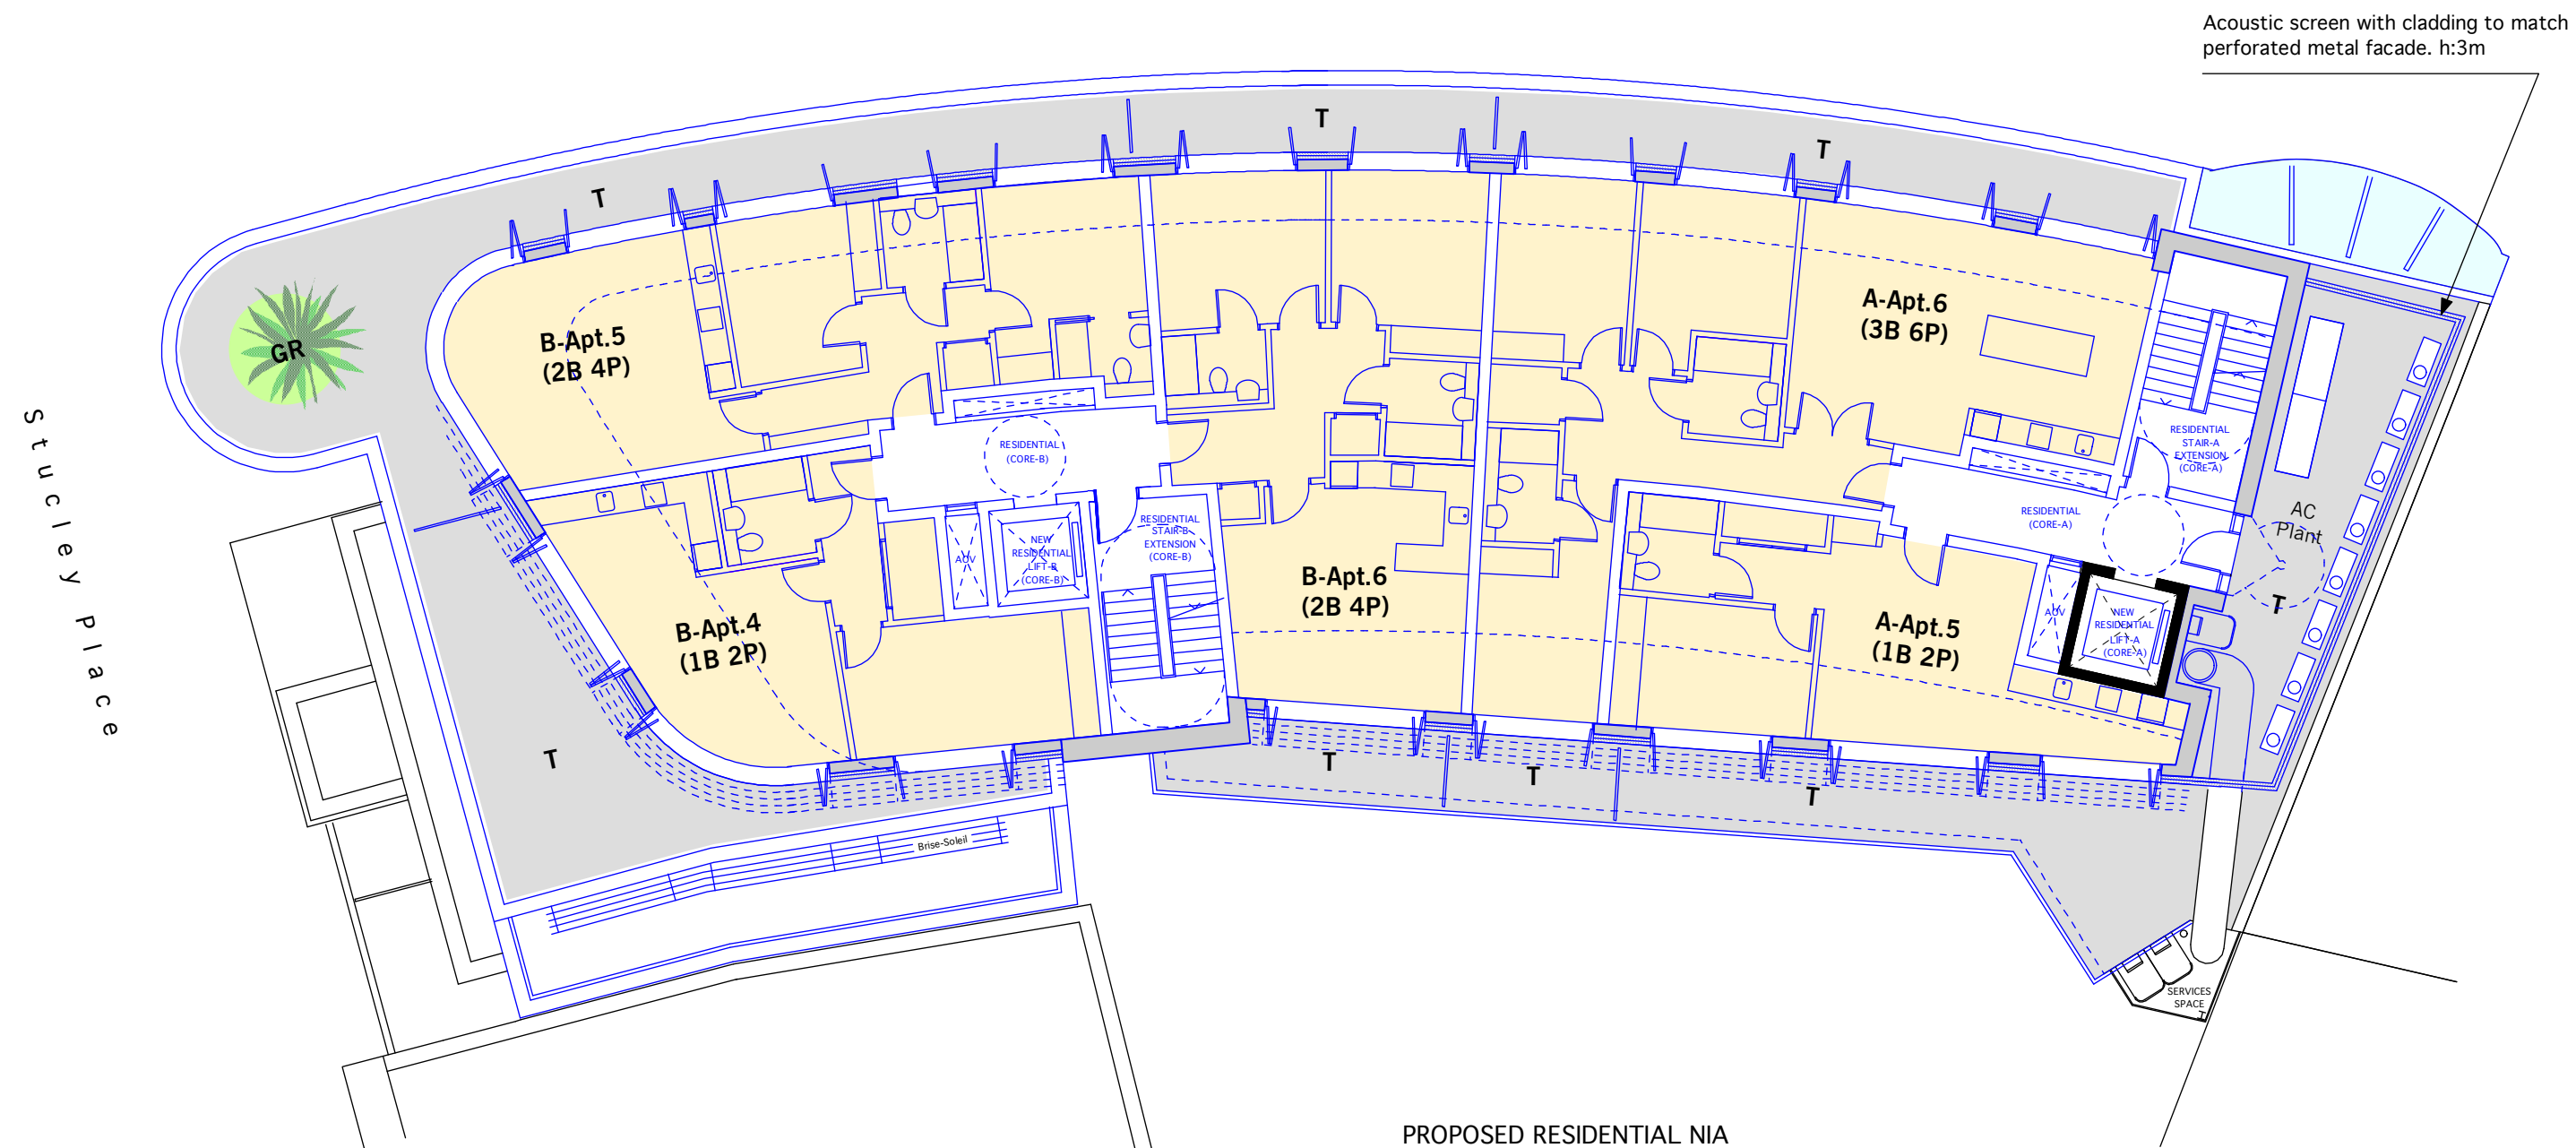 Acoustic screen with cladding to match
perforated metal facade. h:3m
T
T
T
GR
B-Apt.5
(2B 4P)
A-Apt.6
(3B 6P)
Stucley Place
RESIDENTIAL
(CORE-B)
RESIDENTIAL
STAIR-A
EXTENSION
(CORE-A)
RESIDENTIAL
(CORE-A)
AC
Plant
RESIDENTIAL
STAIR-B
EXTENSION
(CORE-B)
AOV
NEW
RESIDENTIAL
LIFT-B
(CORE-B)
B-Apt.6
(2B 4P)
B-Apt.4
(1B 2P)
A-Apt.5
(1B 2P)
AOV
NEW
RESIDENTIAL
LIFT-A
(CORE-A)
T
T
T
T
T
Brise-Soleil
SERVICES
SPACE
PROPOSED RESIDENTIAL NIA